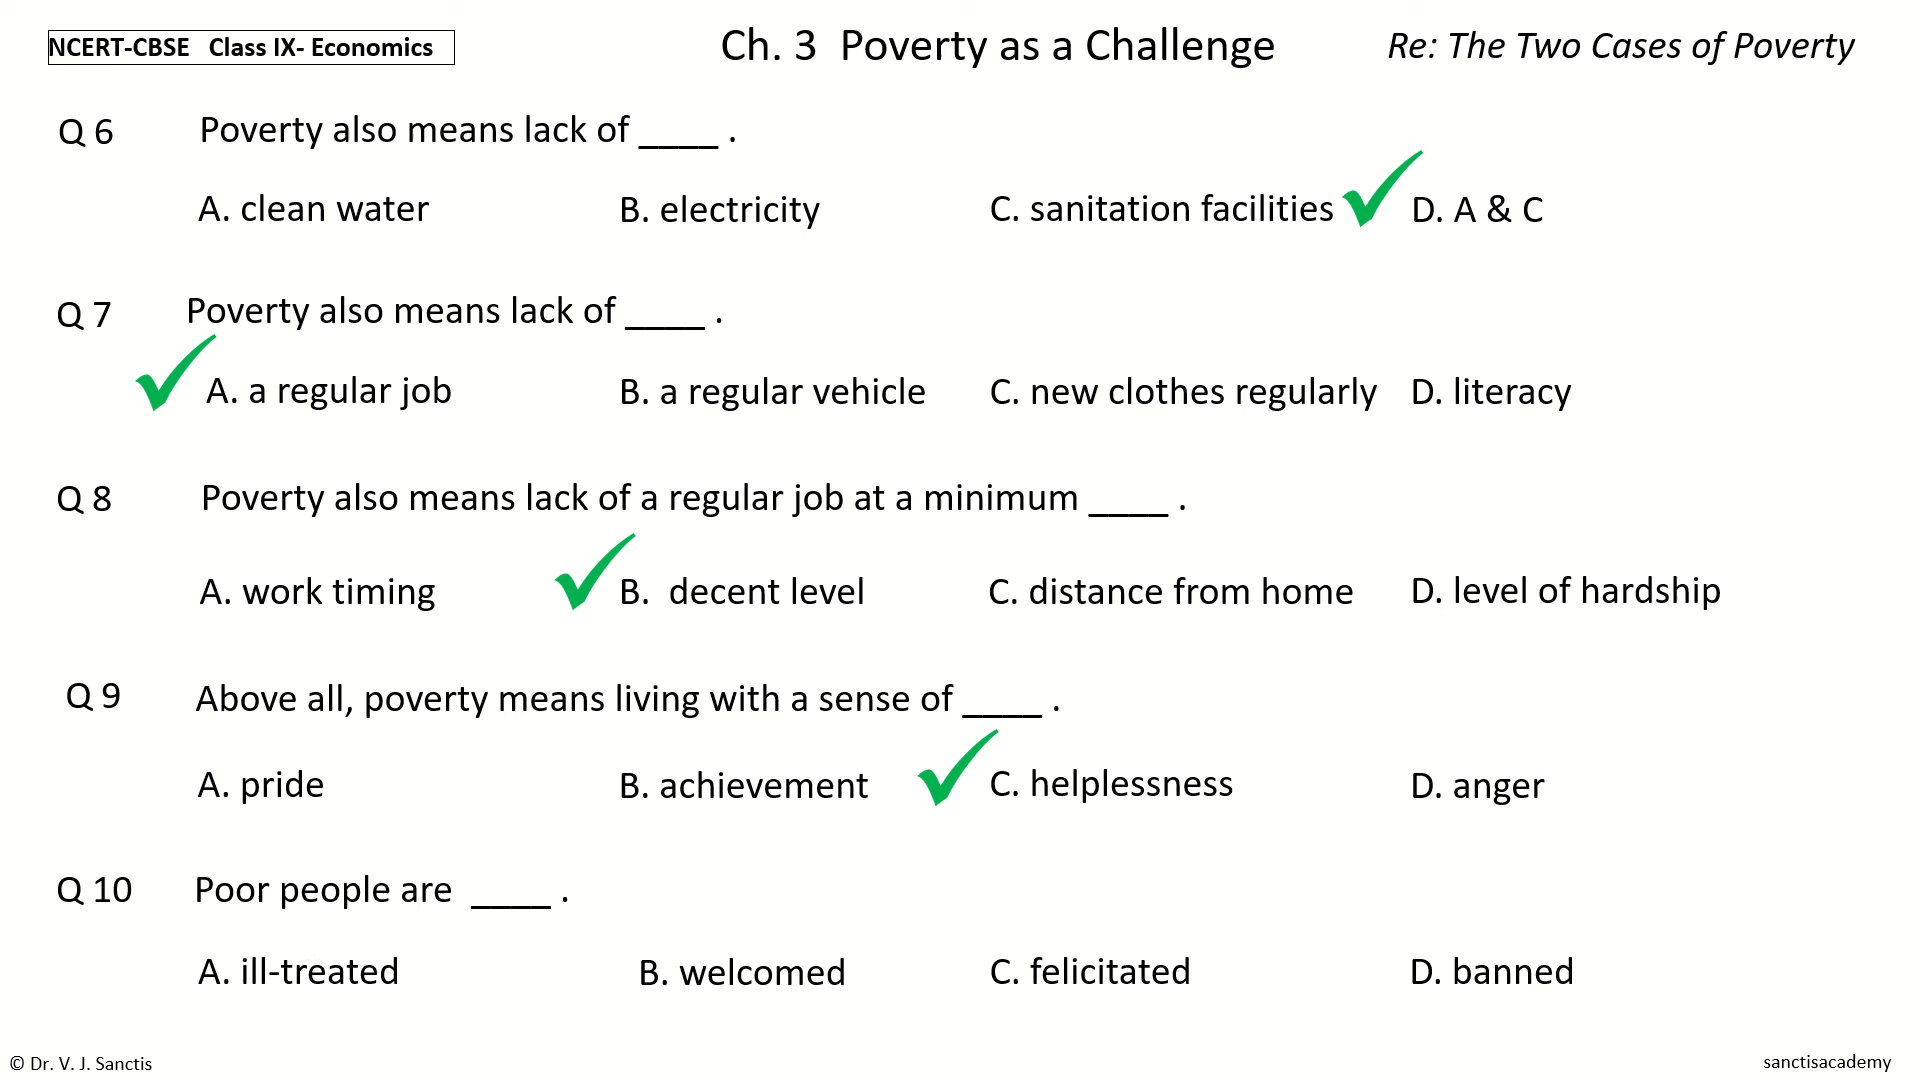 NCERT-CBSE Class IX- Economics Ch. 3 Poverty as a Challenge Re: The Two Cases of Poverty
Q 6 Poverty also means lack of ____ .
A. clean water B. electricity C. sanitation facilities D. A & C
Q 7 Poverty also means lack of ____ .
A. a regular job B. a regular vehicle C. new clothes regularly D. literacy
Q 8 Poverty also means lack of a regular job at a minimum ____ .
A. work timing B. decent level C. distance from home D. level of hardship
Q 9 Above all, poverty means living with a sense of ____ .
A. pride B. achievement C. helplessness D. anger
Q 10 Poor people are ____ .
A. ill-treated B. welcomed C. felicitated D. banned
© Dr. V. J. Sanctis sanctisacademy